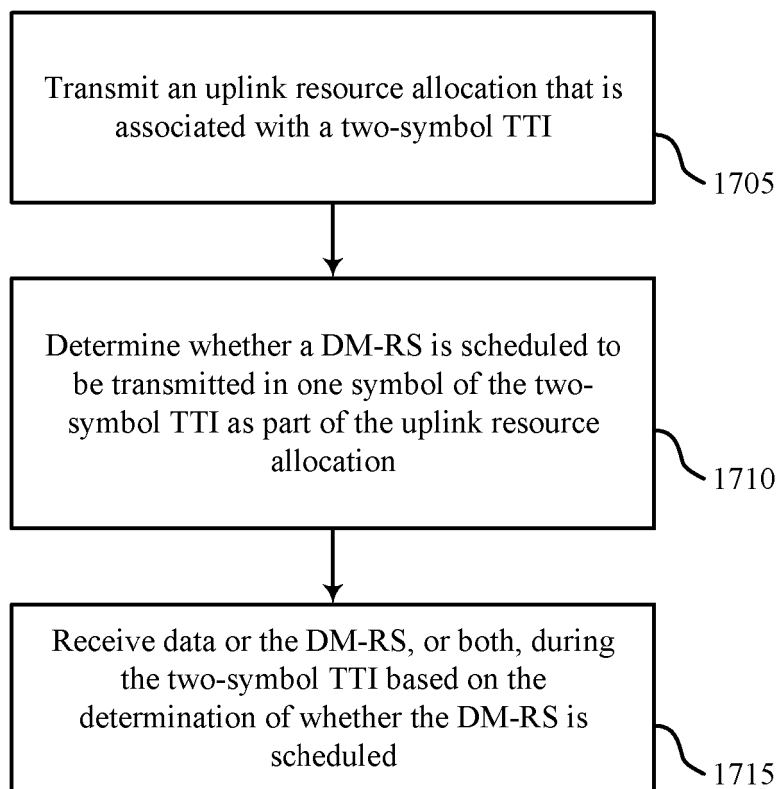 Transmit an uplink resource allocation that is
associated with a two-symbol TTI
1705
Determine whether a DM-RS is scheduled to
be transmitted in one symbol of the two-
symbol TTI as part of the uplink resource
allocation
1710
Receive data or the DM-RS, or both, during
the two-symbol TTI based on the
determination of whether the DM-RS is
scheduled
1715